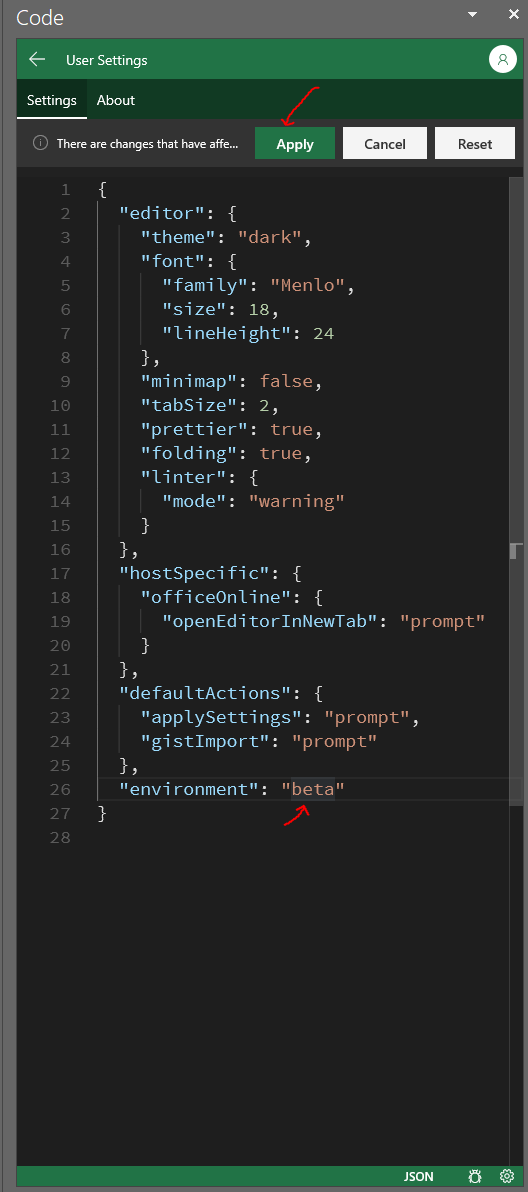 Code
User Settings
Settings About
There are changes that have affe... Apply Cancel Reset
1 {
2 "editor": {
3 "theme": "dark",
4 "font": {
5 "family": "Menlo",
6 "size": 18,
7 "lineHeight": 24
8 },
9 "minimap": false,
10 "tabSize": 2,
11 "prettier": true,
12 "folding": true,
13 "linter": {
14 "mode": "warning"
15 }
16 },
17 "hostSpecific": {
18 "officeOnline": {
19 "openEditorInNewTab": "prompt"
20 }
21 },
22 "defaultActions": {
23 "applySettings": "prompt",
24 "gistImport": "prompt"
25 },
26 "environment": "beta"
27 }
28
JSON